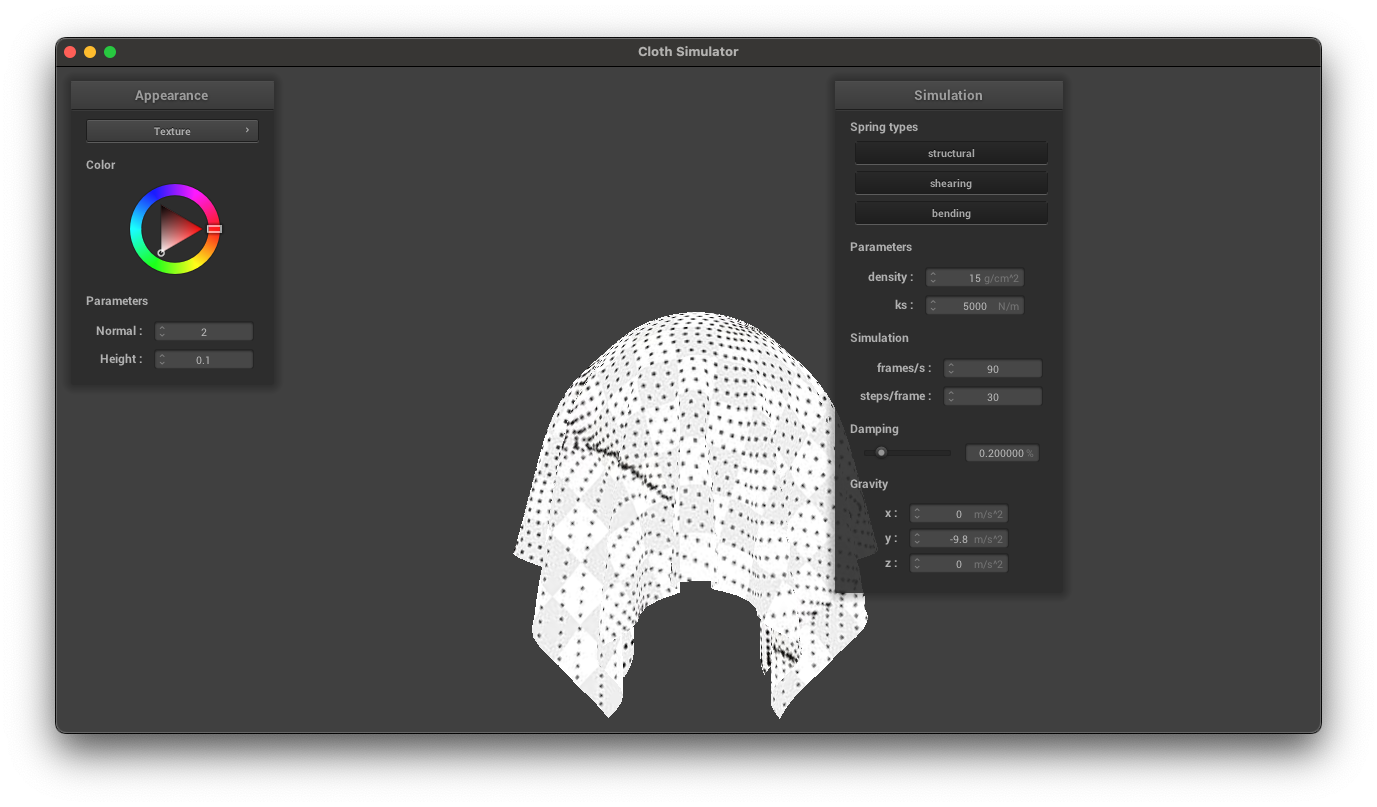 Cloth Simulator
Appearance
Texture ›
Color
Parameters
Normal : 2
Height : 0.1
Simulation
Spring types
structural
shearing
bending
Parameters
density : 15 g/cm^2
ks : 5000 N/m
Simulation
frames/s : 90
steps/frame : 30
Damping
0.200000 %
Gravity
x : 0 m/s^2
y : -9.8 m/s^2
z : 0 m/s^2